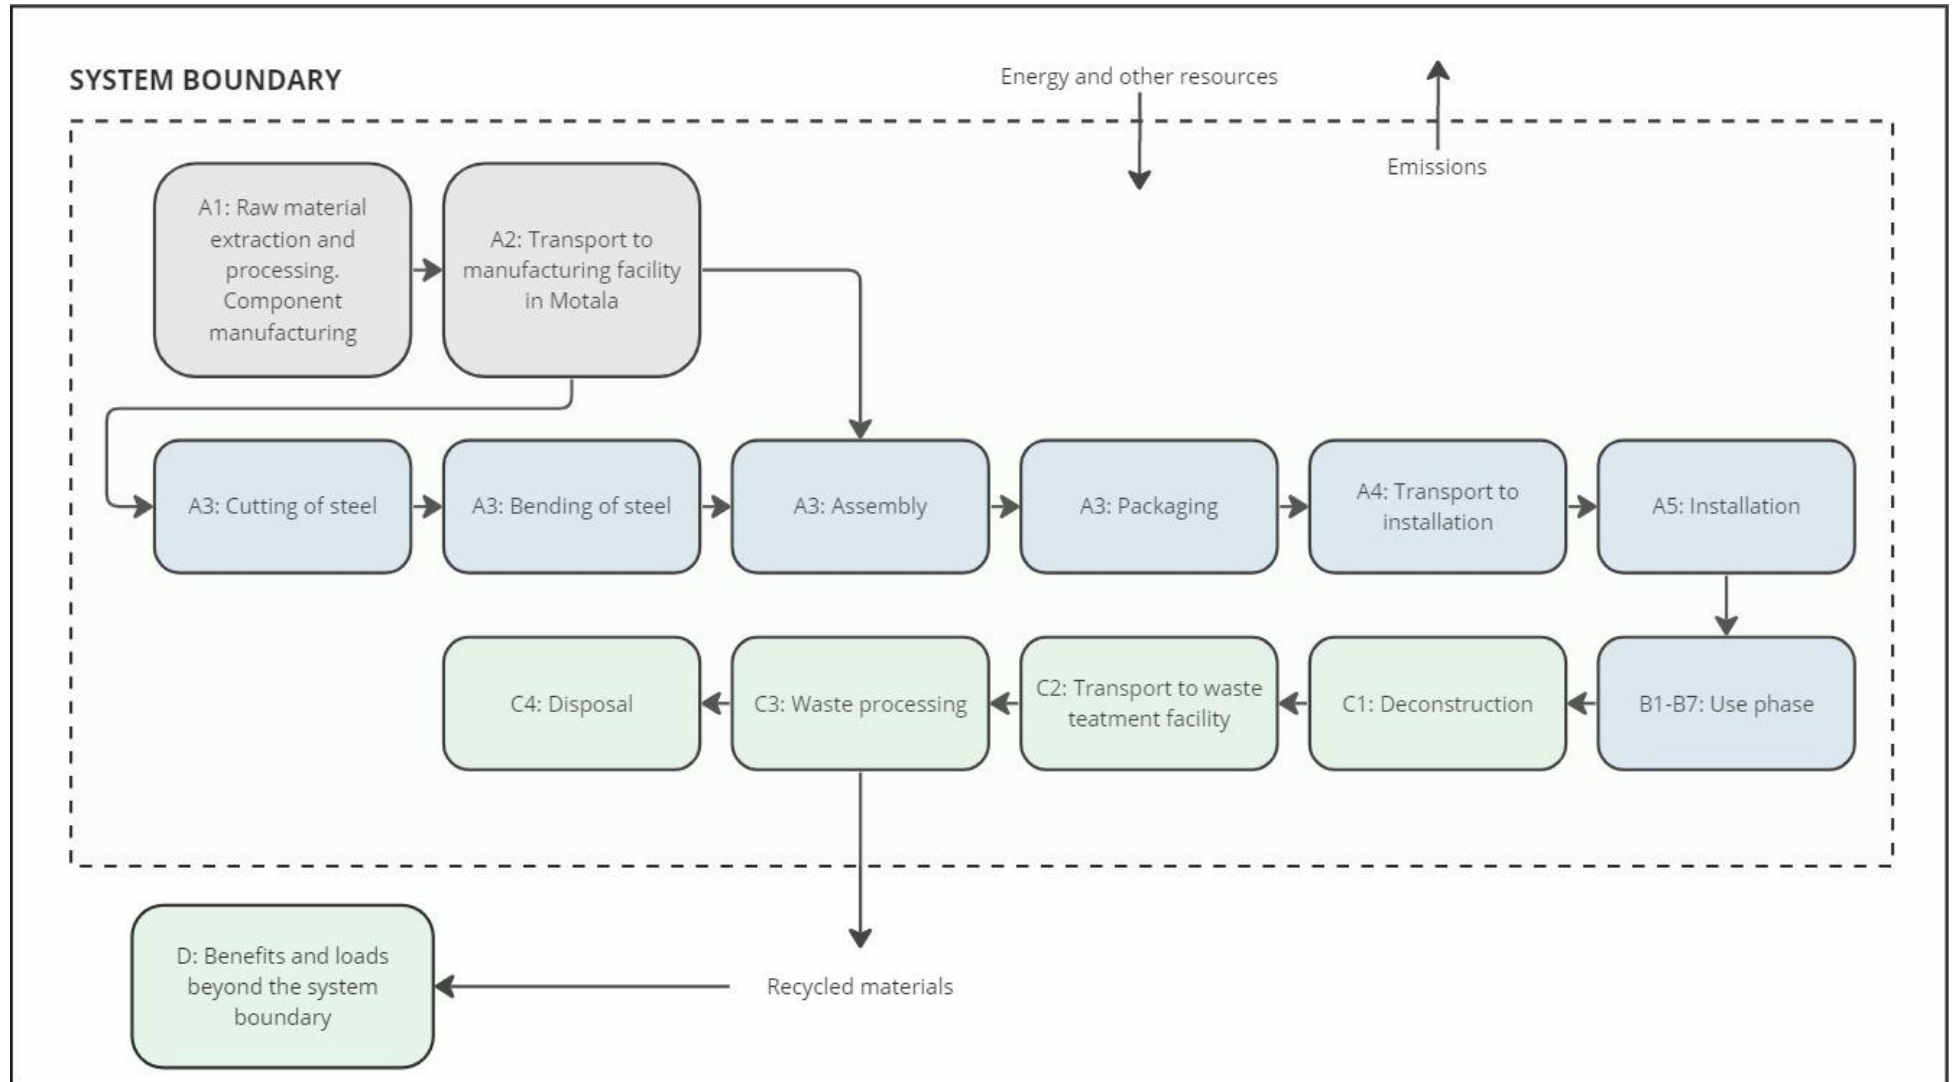 SYSTEM BOUNDARY
Energy and other resources
Emissions
A1: Raw material
extraction and
processing.
Component
manufacturing
A2: Transport to
manufacturing facility
in Motala
A3: Cutting of steel
A3: Bending of steel
A3: Assembly
A3: Packaging
A4: Transport to
installation
A5: Installation
C4: Disposal
C3: Waste processing
C2: Transport to waste
teatment facility
C1: Deconstruction
B1-B7: Use phase
D: Benefits and loads
beyond the system
boundary
Recycled materials